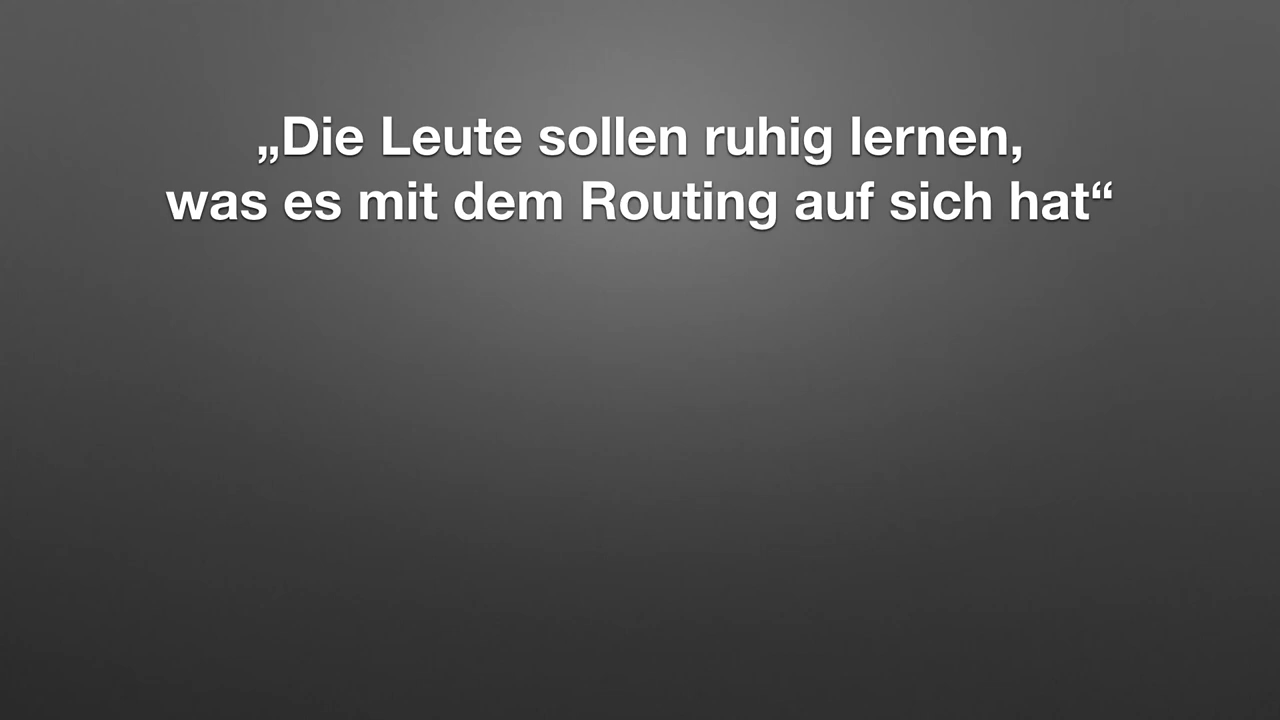 „Die Leute sollen ruhig lernen,
was es mit dem Routing auf sich hat“